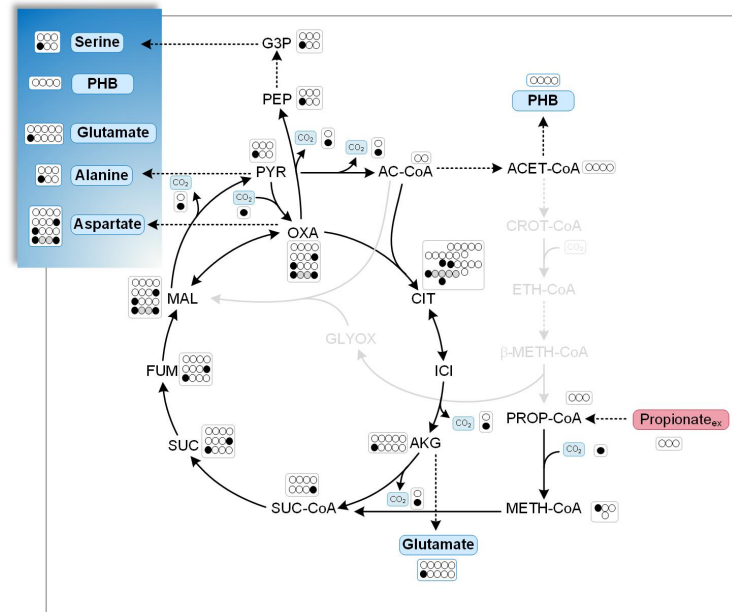 Serine
PHB
Glutamate
Alanine
Aspartate
G3P
PEP
PYR
CO₂
CO₂
CO₂
CO₂
AC-CoA
ACET-CoA
PHB
OXA
CROT-CoA
CO₂
ETH-CoA
MAL
CIT
GLYOX
β-METH-CoA
FUM
ICI
PROP-CoA
Propionateₑₓ
CO₂
SUC
AKG
CO₂
CO₂
SUC-CoA
METH-CoA
Glutamate